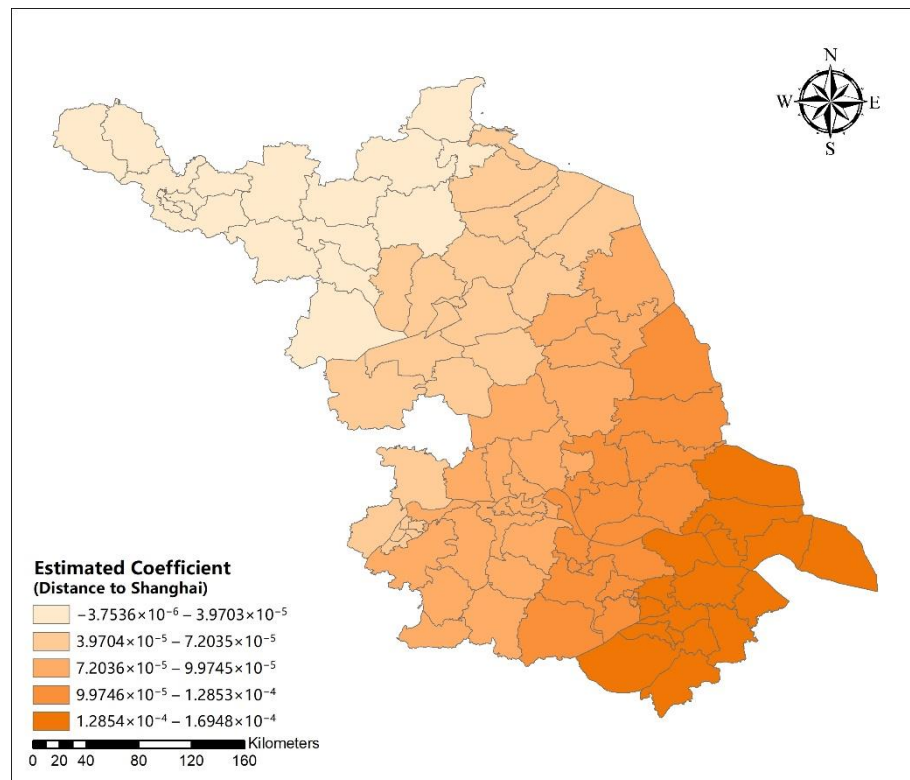 N
W E
S
Estimated Coefficient
(Distance to Shanghai)
−3.7536×10⁻⁶ – 3.9703×10⁻⁵
3.9704×10⁻⁵ – 7.2035×10⁻⁵
7.2036×10⁻⁵ – 9.9745×10⁻⁵
9.9746×10⁻⁵ – 1.2853×10⁻⁴
1.2854×10⁻⁴ – 1.6948×10⁻⁴
Kilometers
0 20 40 80 120 160